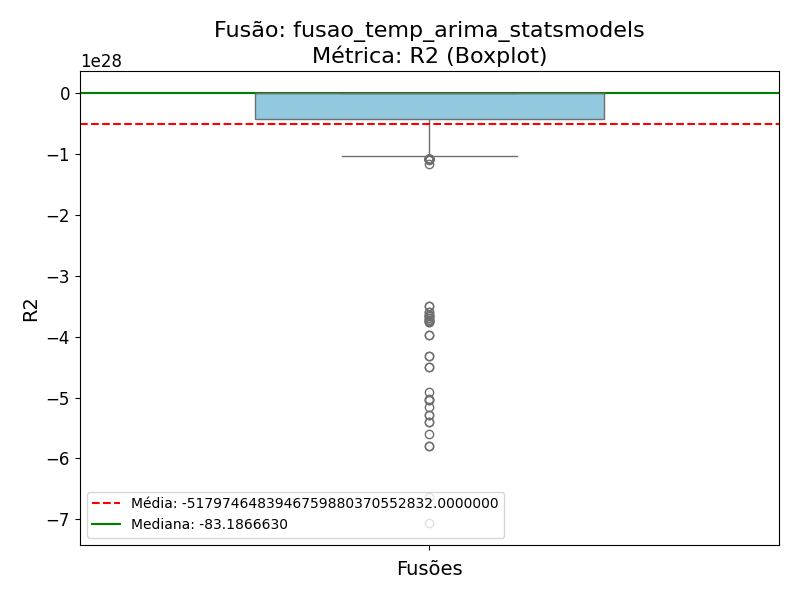 Fusão: fusao_temp_arima_statsmodels
Métrica: R2 (Boxplot)
1e28
0
−1
−2
−3
−4
−5
−6
−7
R2
Média: -5179746483946759880370552832.0000000
Mediana: -83.1866630
Fusões